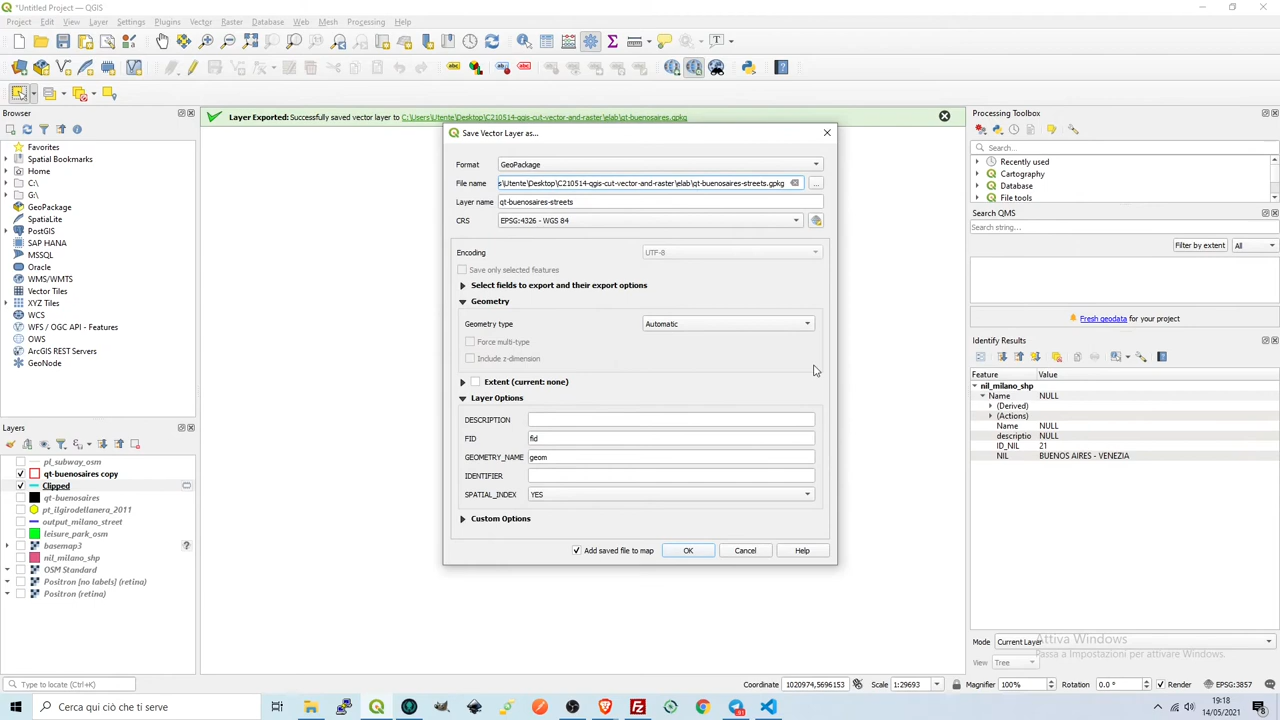 *Untitled Project — QGIS
Project Edit View Layer Settings Plugins Vector Raster Database Web Mesh Processing Help
Browser
Favorites
Spatial Bookmarks
Home
C:\
G:\
GeoPackage
SpatiaLite
PostGIS
SAP HANA
MSSQL
Oracle
WMS/WMTS
Vector Tiles
XYZ Tiles
WCS
WFS / OGC API - Features
OWS
ArcGIS REST Servers
GeoNode
Layers
pl_subway_osm
qt-buenosaires copy
Clipped
qt-buenosaires
pt_ilgirodellanera_2011
output_milano_street
leisure_park_osm
basemap3
?
nil_milano_shp
OSM Standard
Positron [no labels] (retina)
Positron (retina)
Layer Exported: Successfully saved vector layer to C:\Users\Utente\Desktop\C210514-qgis-cut-vector-and-raster\elab\qt-buenosaires.gpkg
Save Vector Layer as...
Format GeoPackage
File name s\Utente\Desktop\C210514-qgis-cut-vector-and-raster\elab\qt-buenosaires-streets.gpkg ...
Layer name qt-buenosaires-streets
CRS EPSG:4326 - WGS 84
Encoding UTF-8
Save only selected features
Select fields to export and their export options
Geometry
Geometry type Automatic
Force multi-type
Include z-dimension
Extent (current: none)
Layer Options
DESCRIPTION
FID fid
GEOMETRY_NAME geom
IDENTIFIER
SPATIAL_INDEX YES
Custom Options
Add saved file to map OK Cancel Help
Processing Toolbox
Search...
Recently used
Cartography
Database
File tools
Search QMS
Search string...
Filter by extent All
Fresh geodata for your project
Identify Results
Feature Value
nil_milano_shp
Name NULL
(Derived)
(Actions)
Name NULL
descriptio NULL
ID_NIL 21
NIL BUENOS AIRES - VENEZIA
Mode Current Layer
View Tree
Attiva Windows
Passa a Impostazioni per attivare Windows.
Type to locate (Ctrl+K)
Coordinate 1020974,5696153 Scale 1:29693 Magnifier 100% Rotation 0.0 ° Render EPSG:3857
Cerca qui ciò che ti serve
19:18
14/05/2021